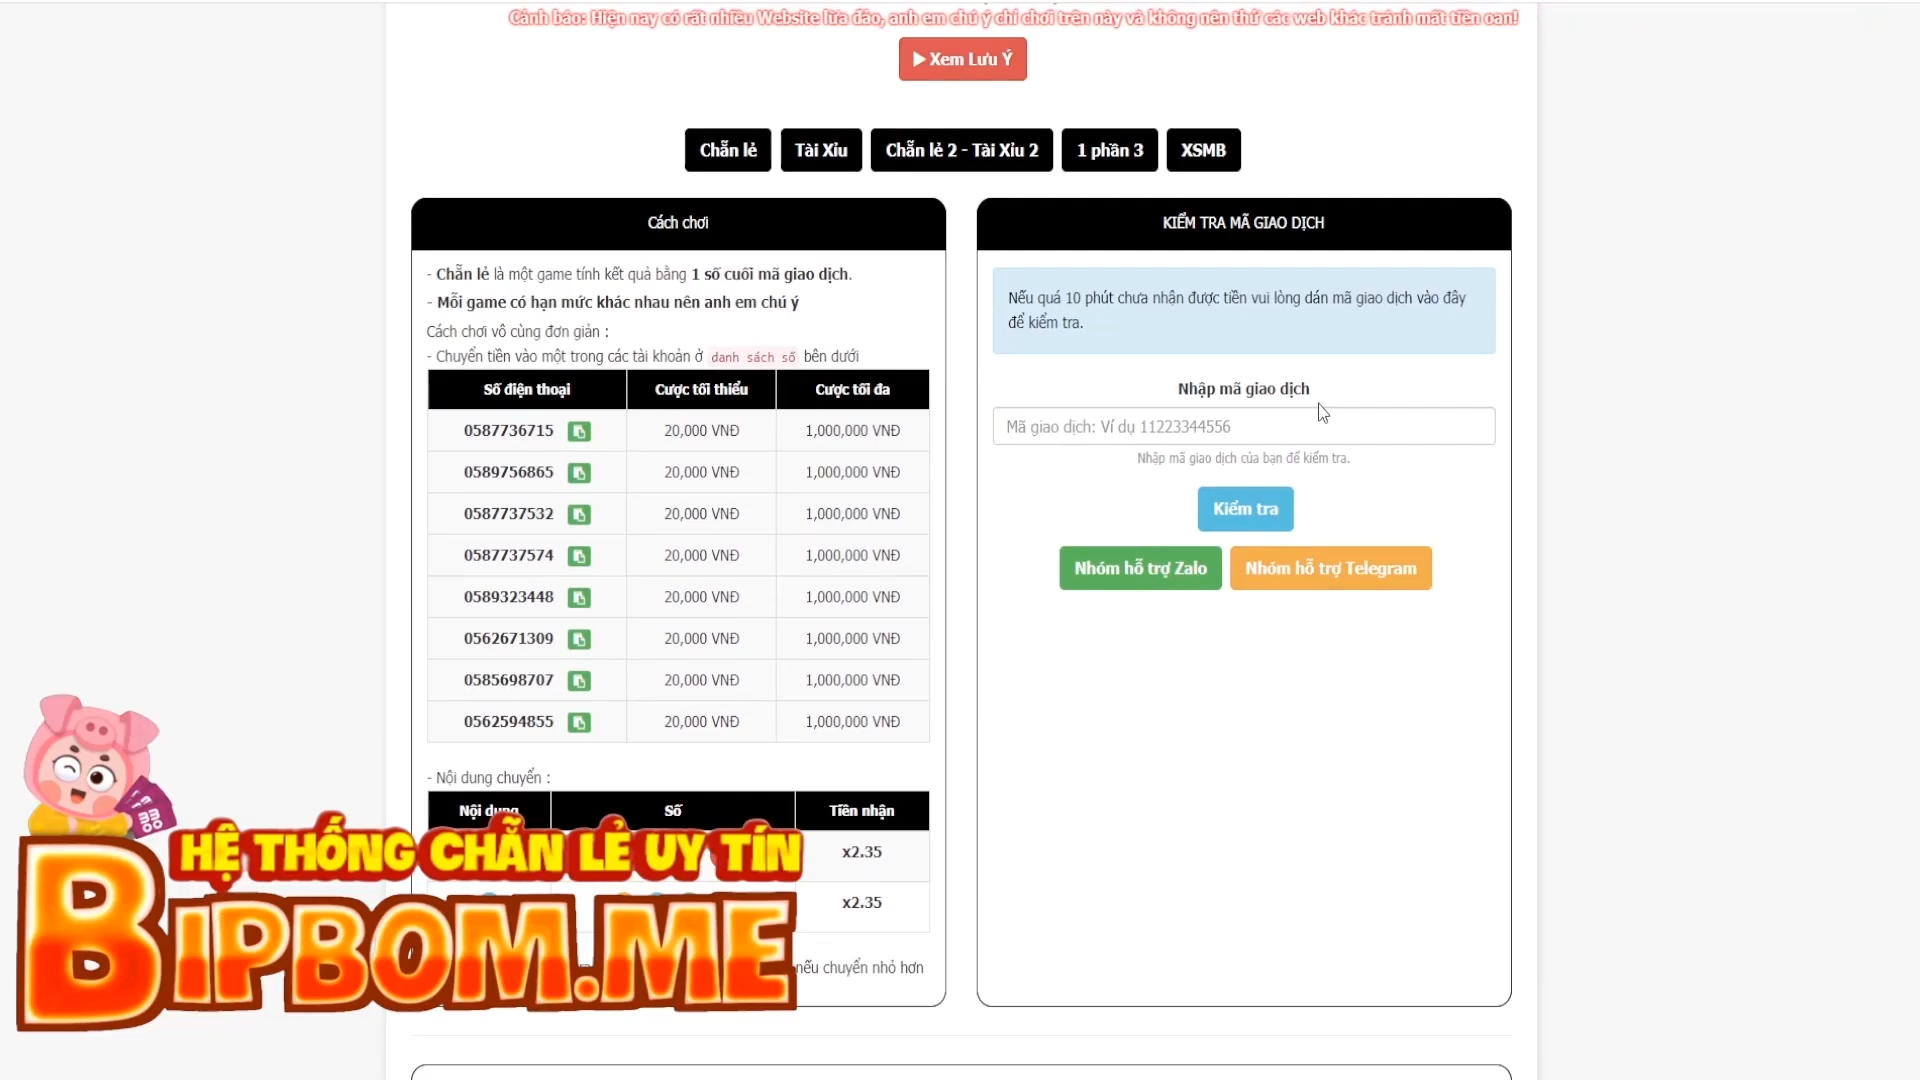 Cảnh báo: Hiện nay có rất nhiều Website lừa đảo, anh em chú ý chỉ chơi trên này và không nên thử các web khác tránh mất tiền oan!
Xem Lưu Ý
Chẵn lẻ
Tài Xỉu
Chẵn lẻ 2 - Tài Xỉu 2
1 phần 3
XSMB
Cách chơi
- Chẵn lẻ là một game tính kết quả bằng 1 số cuối mã giao dịch.
- Mỗi game có hạn mức khác nhau nên anh em chú ý
Cách chơi vô cùng đơn giản :
- Chuyển tiền vào một trong các tài khoản ở danh sách số bên dưới
Số điện thoại Cược tối thiểu Cược tối đa
0587736715 20,000 VNĐ 1,000,000 VNĐ
0589756865 20,000 VNĐ 1,000,000 VNĐ
0587737532 20,000 VNĐ 1,000,000 VNĐ
0587737574 20,000 VNĐ 1,000,000 VNĐ
0589323448 20,000 VNĐ 1,000,000 VNĐ
0562671309 20,000 VNĐ 1,000,000 VNĐ
0585698707 20,000 VNĐ 1,000,000 VNĐ
0562594855 20,000 VNĐ 1,000,000 VNĐ
- Nội dung chuyển :
Nội dung Số Tiền nhận
x2.35
x2.35
nếu chuyển nhỏ hơn
KIỂM TRA MÃ GIAO DỊCH
Nếu quá 10 phút chưa nhận được tiền vui lòng dán mã giao dịch vào đây
để kiểm tra.
Nhập mã giao dịch
Mã giao dịch: Ví dụ 11223344556
Nhập mã giao dịch của bạn để kiểm tra.
Kiểm tra
Nhóm hỗ trợ Zalo
Nhóm hỗ trợ Telegram
mo
mo
HỆ THỐNG CHẴN LẺ UY TÍN
BIPBOM.ME